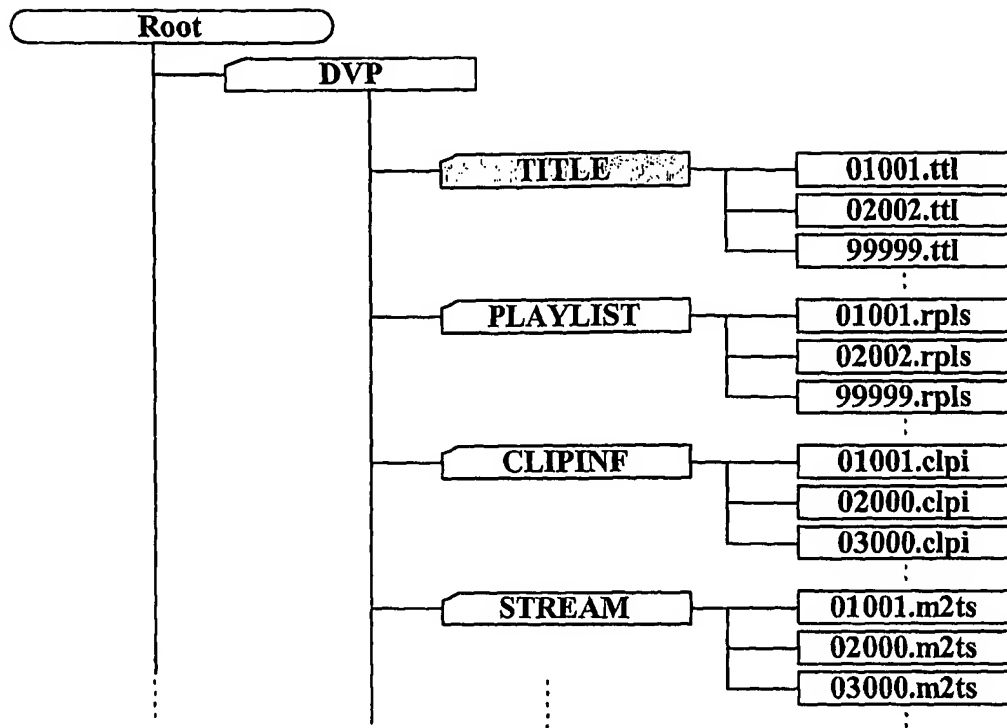 Root
DVP
TITLE
01001.ttl
02002.ttl
99999.ttl
PLAYLIST
01001.rpls
02002.rpls
99999.rpls
CLIPINF
01001.clpi
02000.clpi
03000.clpi
STREAM
01001.m2ts
02000.m2ts
03000.m2ts